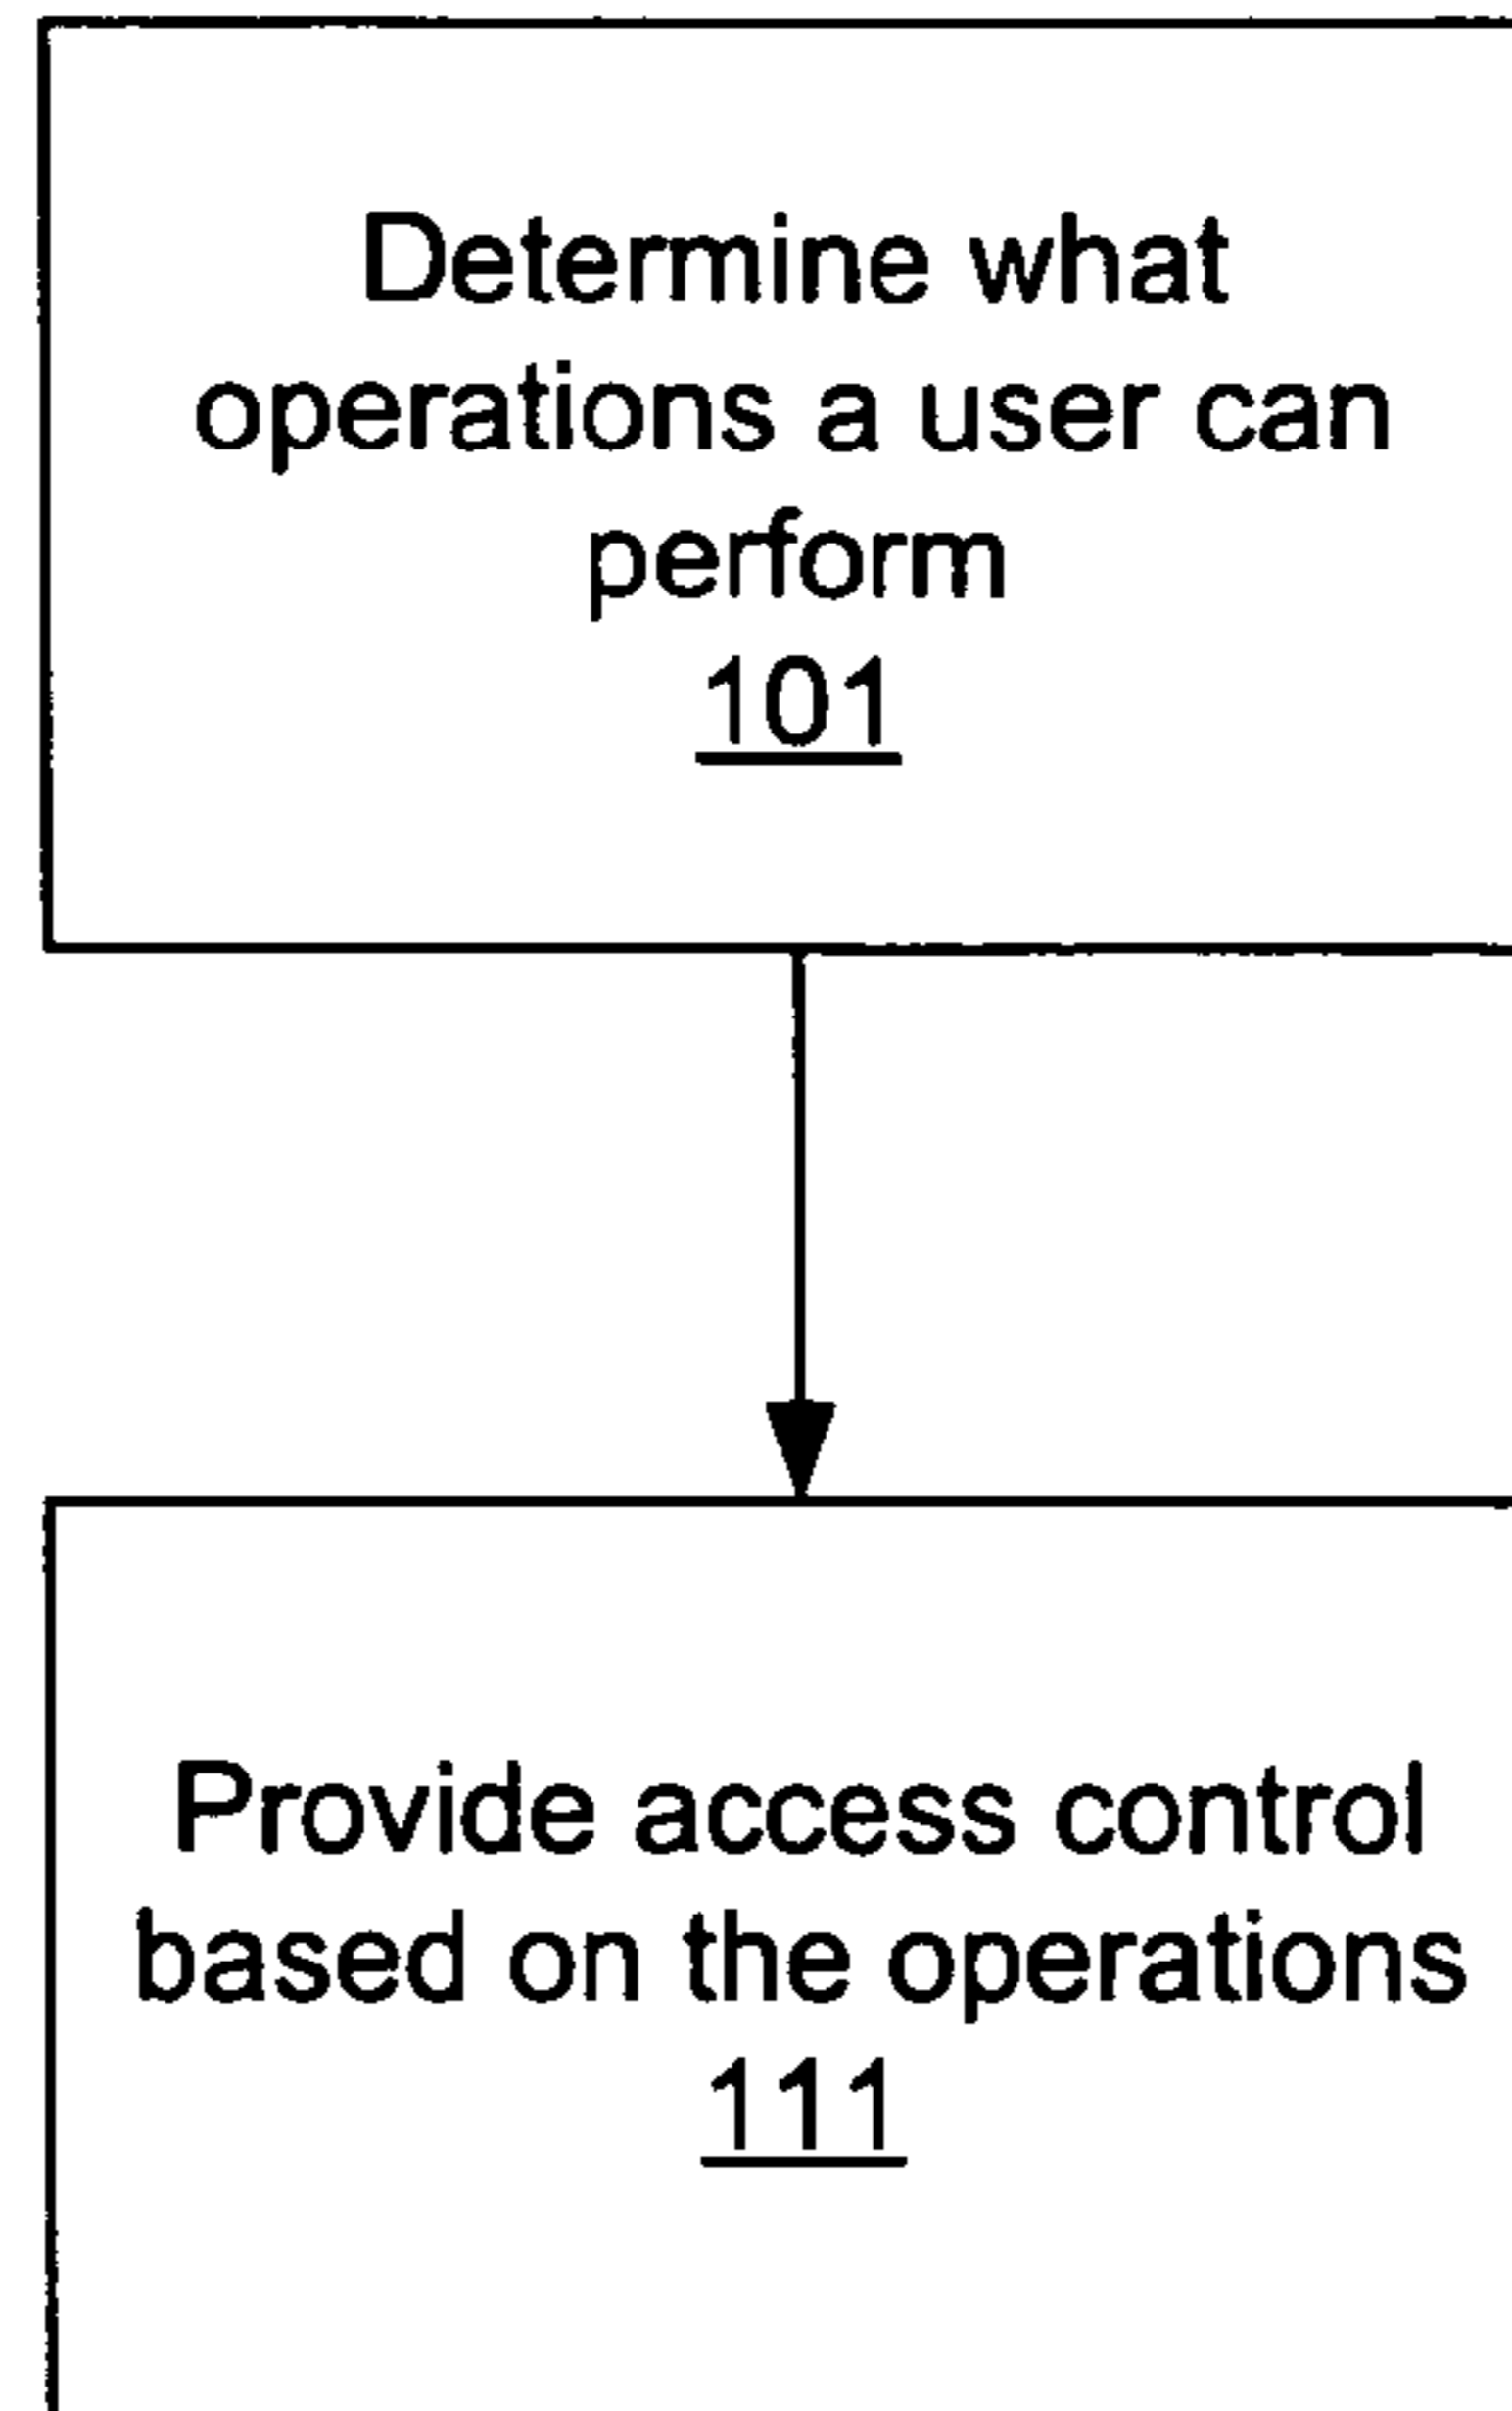 Determine what
operations a user can
perform
101
Provide access control
based on the operations
111